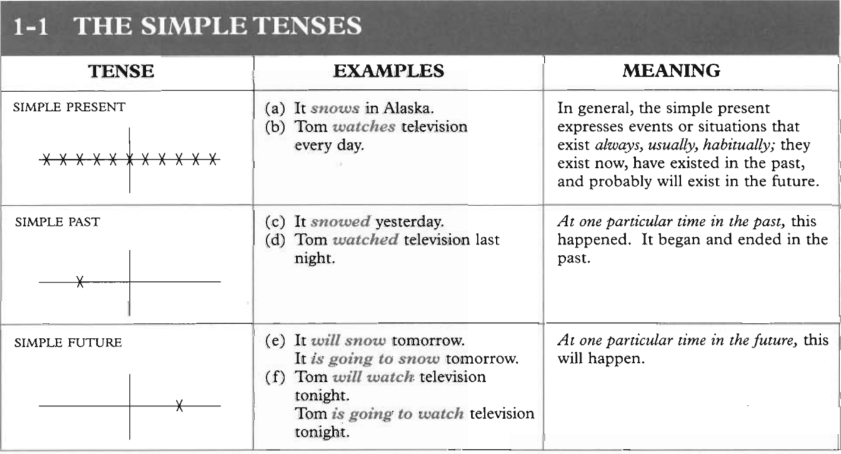 1-1 THE SIMPLE TENSES
TENSE
EXAMPLES
MEANING
SIMPLE PRESENT
(a) It snows in Alaska.
(b) Tom watches television
every day.
In general, the simple present
expresses events or situations that
exist always, usually, habitually; they
exist now, have existed in the past,
and probably will exist in the future.
SIMPLE PAST
(c) It snowed yesterday.
(d) Tom watched television last
night.
At one particular time in the past, this
happened. It began and ended in the
past.
SIMPLE FUTURE
(e) It will snow tomorrow.
It is going to snow tomorrow.
(f) Tom will watch television
tonight.
Tom is going to watch television
tonight.
At one particular time in the future, this
will happen.